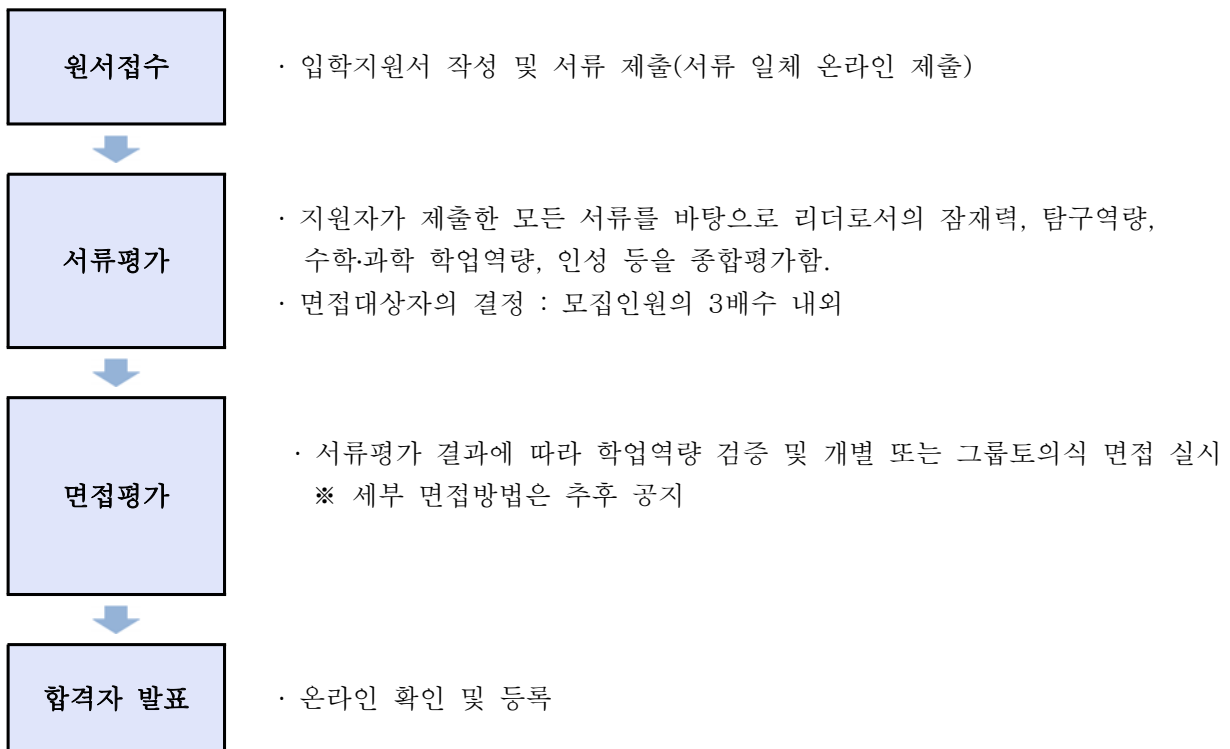 원서접수
· 입학지원서 작성 및 서류 제출(서류 일체 온라인 제출)
서류평가
· 지원자가 제출한 모든 서류를 바탕으로 리더로서의 잠재력, 탐구역량,
수학·과학 학업역량, 인성 등을 종합평가함.
· 면접대상자의 결정 : 모집인원의 3배수 내외
면접평가
· 서류평가 결과에 따라 학업역량 검증 및 개별 또는 그룹토의식 면접 실시
※ 세부 면접방법은 추후 공지
합격자 발표
· 온라인 확인 및 등록